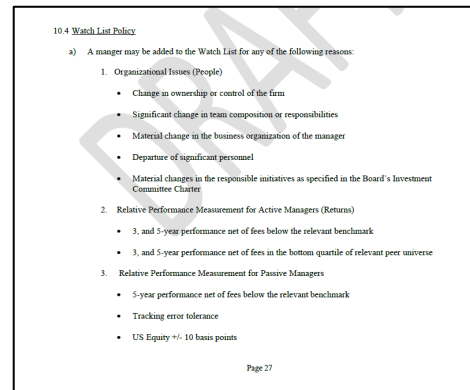 DRAFT
10.4 Watch List Policy
a) A manger may be added to the Watch List for any of the following reasons:
1. Organizational Issues (People)
• Change in ownership or control of the firm
• Significant change in team composition or responsibilities
• Material change in the business organization of the manager
• Departure of significant personnel
• Material changes in the responsible initiatives as specified in the Board's Investment
Committee Charter
2. Relative Performance Measurement for Active Managers (Returns)
• 3, and 5-year performance net of fees below the relevant benchmark
• 3, and 5-year performance net of fees in the bottom quartile of relevant peer universe
3. Relative Performance Measurement for Passive Managers
• 5-year performance net of fees below the relevant benchmark
• Tracking error tolerance
• US Equity +/- 10 basis points
Page 27